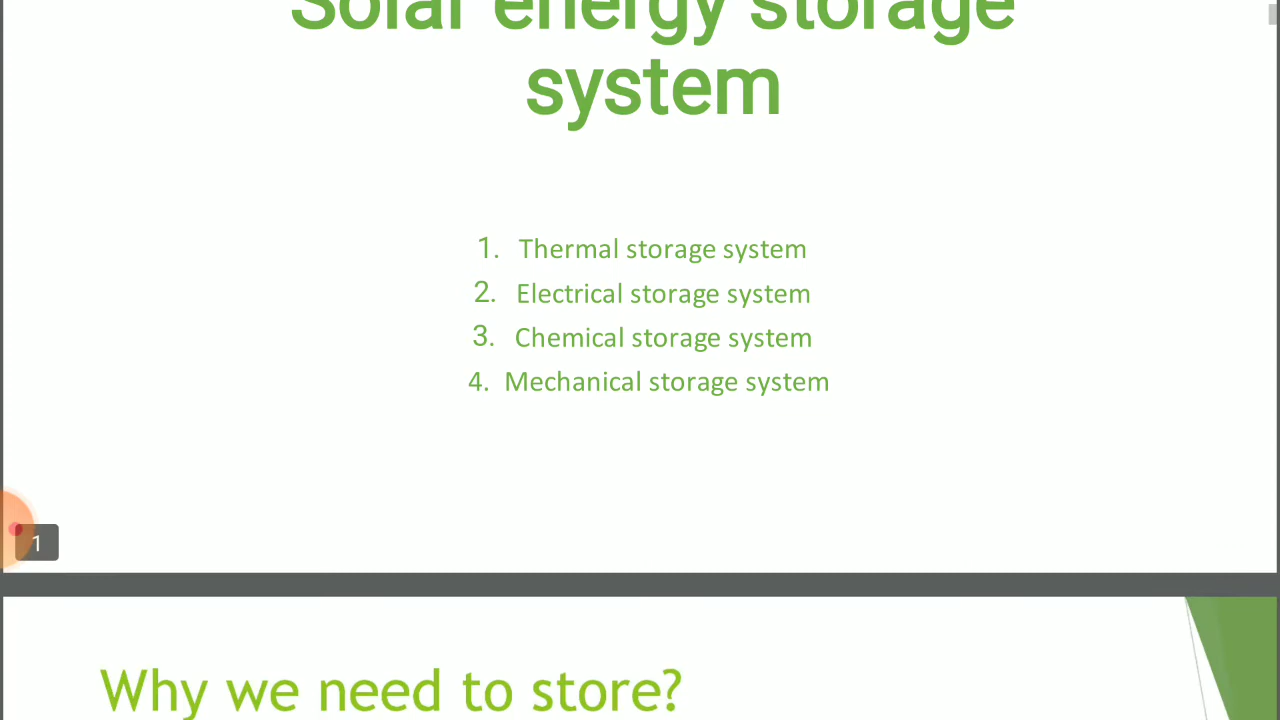 Solar energy storage
system
1. Thermal storage system
2. Electrical storage system
3. Chemical storage system
4. Mechanical storage system
1
Why we need to store?